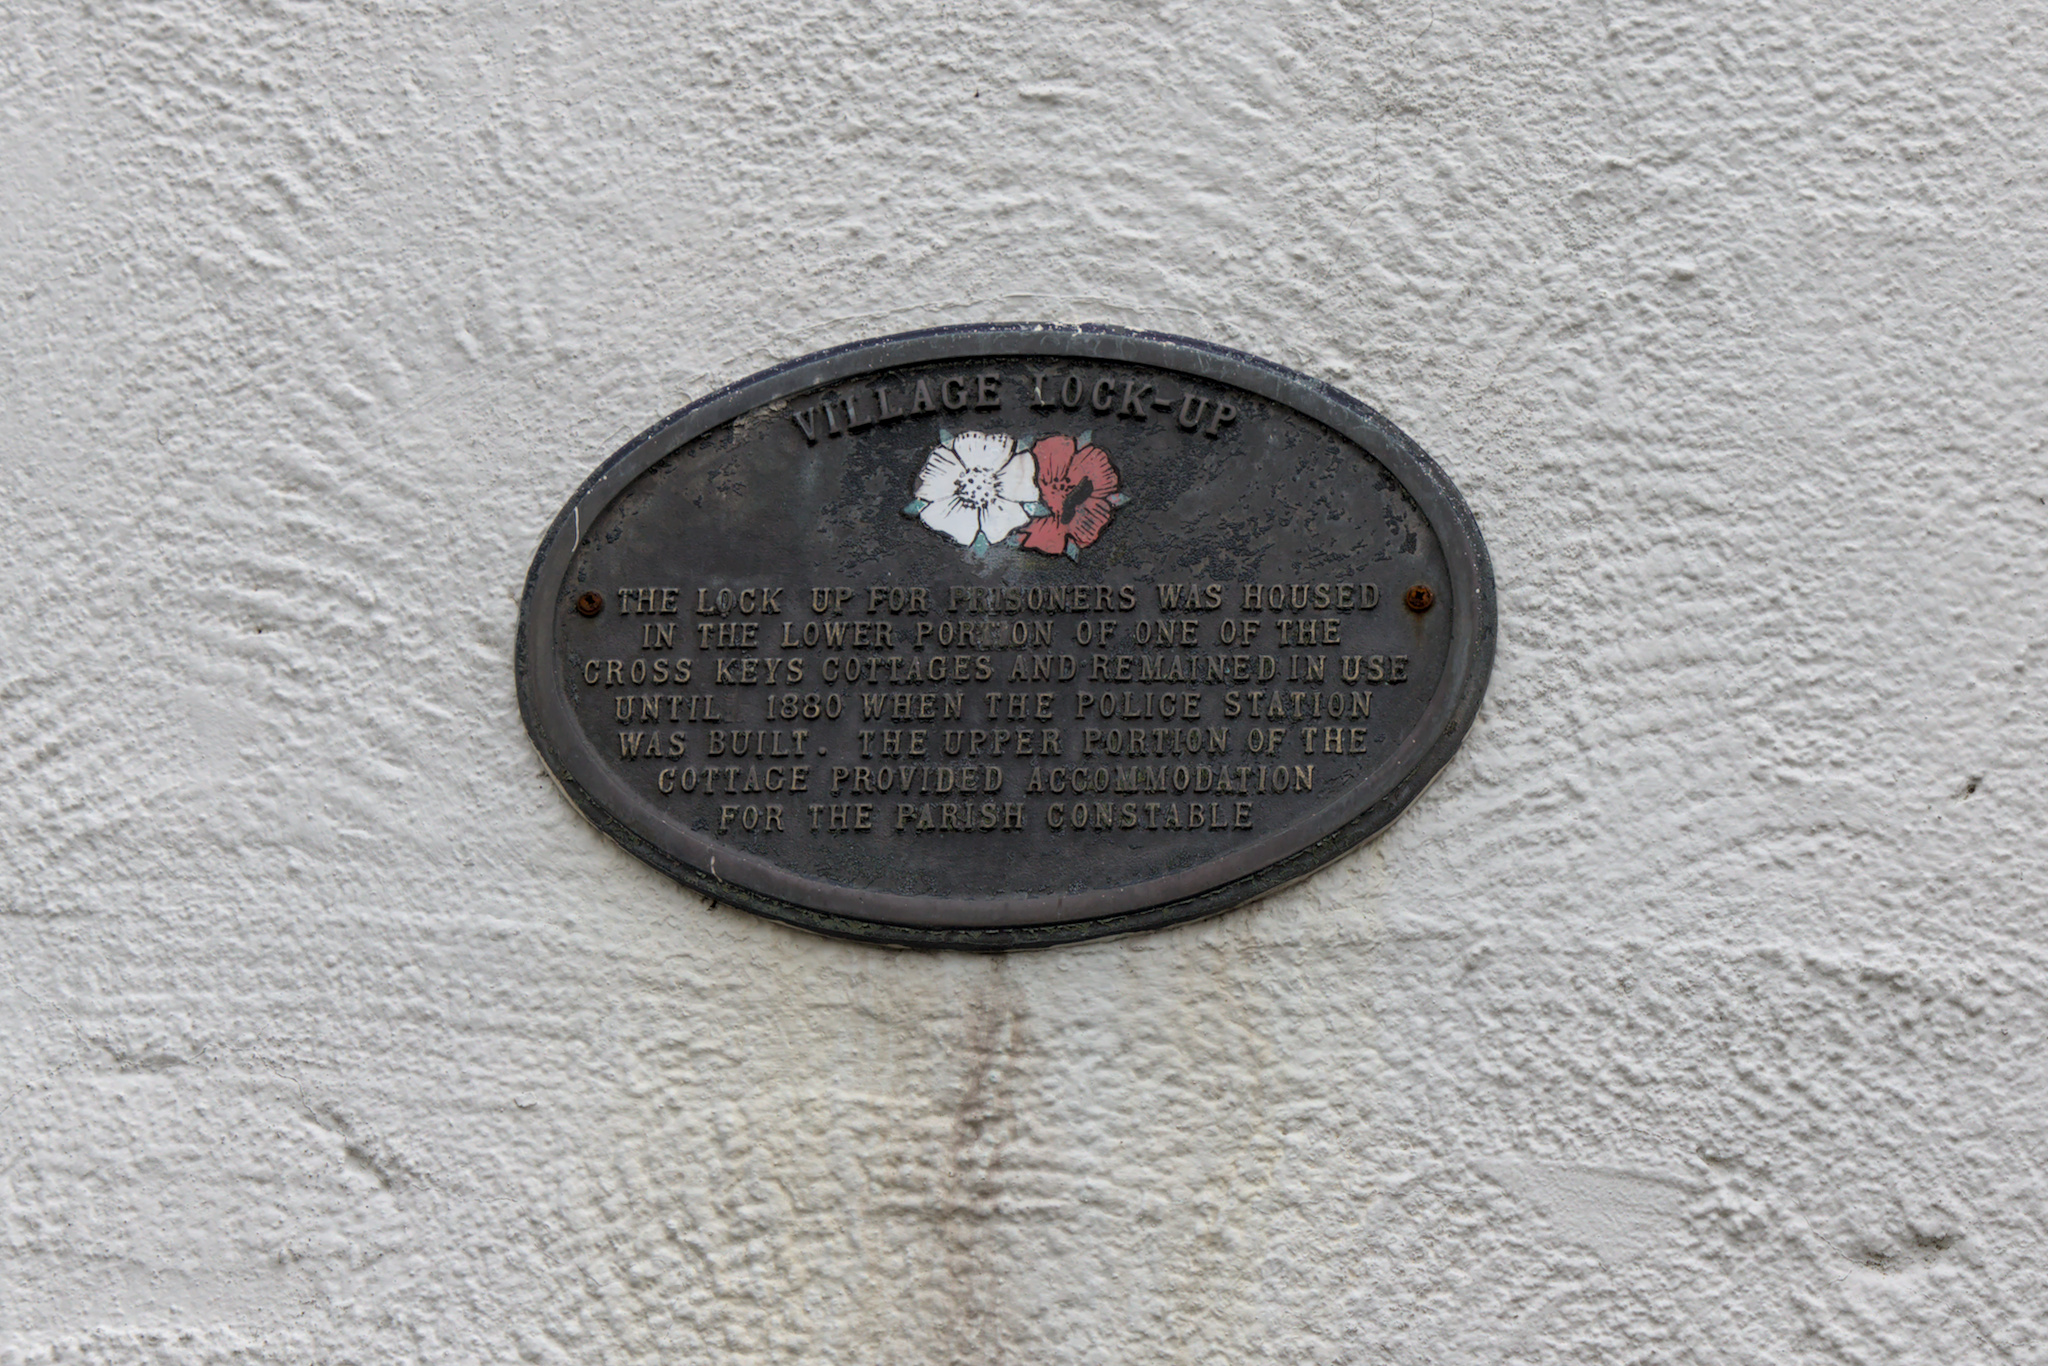 VILLAGE LOCK-UP
THE LOCK UP FOR PRISONERS WAS HOUSED
IN THE LOWER PORTION OF ONE OF THE
CROSS KEYS COTTAGES AND REMAINED IN USE
UNTIL 1880 WHEN THE POLICE STATION
WAS BUILT. THE UPPER PORTION OF THE
COTTAGE PROVIDED ACCOMMODATION
FOR THE PARISH CONSTABLE